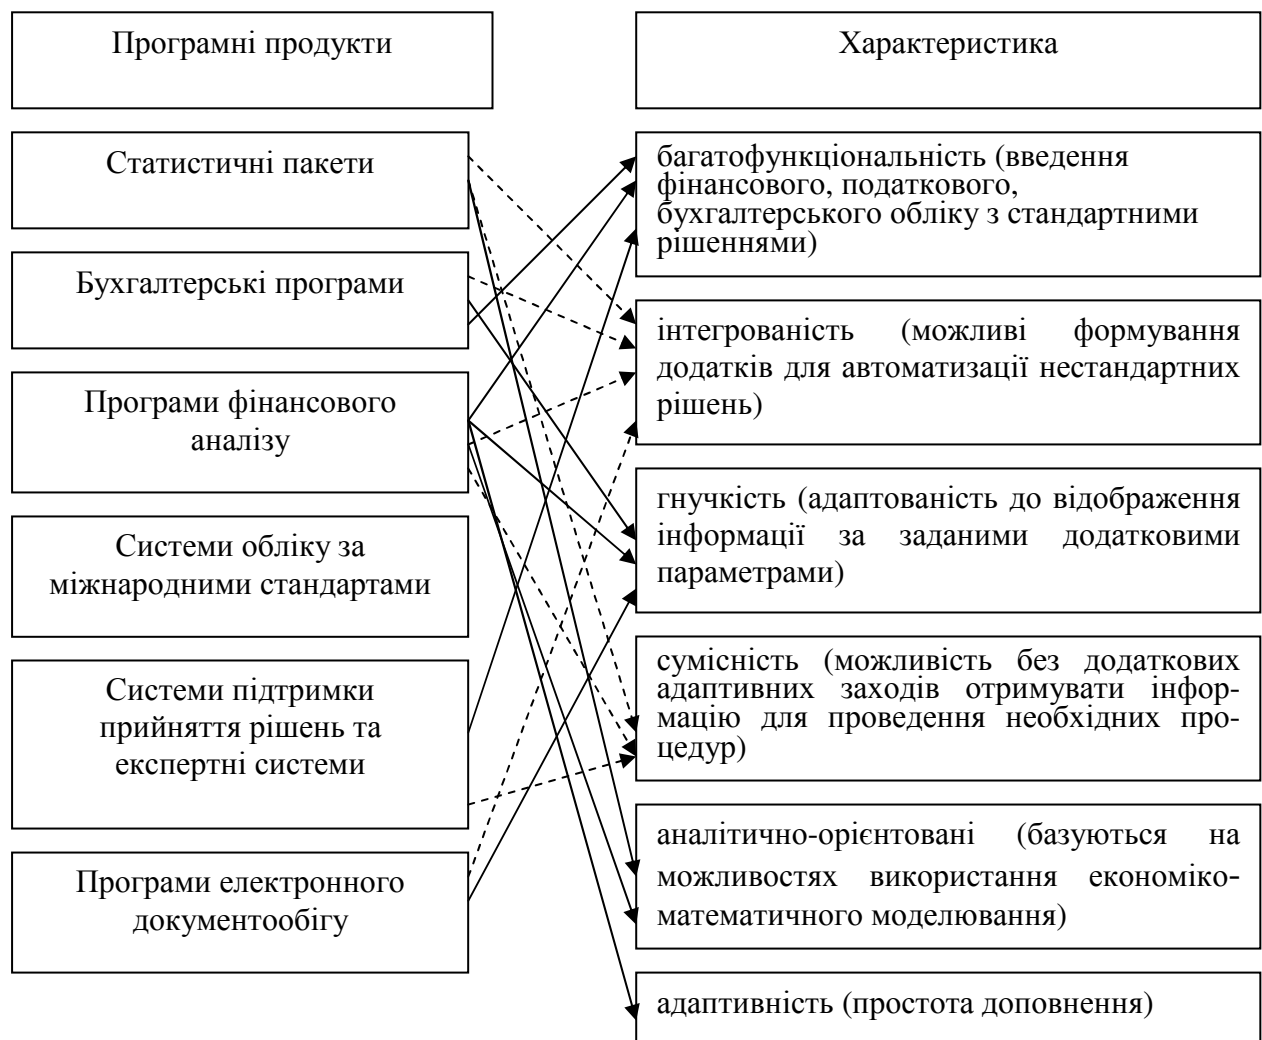 Програмні продукти
Характеристика
Статистичні пакети
Бухгалтерські програми
Програми фінансового
аналізу
Системи обліку за
міжнародними стандартами
Системи підтримки
прийняття рішень та
експертні системи
Програми електронного
документообігу
багатофункціональність (введення
фінансового, податкового,
бухгалтерського обліку з стандартними
рішеннями)
інтегрованість (можливі формування
додатків для автоматизації нестандартних
рішень)
гнучкість (адаптованість до відображення
інформації за заданими додатковими
параметрами)
сумісність (можливість без додаткових
адаптивних заходів отримувати інфор-
мацію для проведення необхідних про-
цедур)
аналітично-орієнтовані (базуються на
можливостях використання економіко-
математичного моделювання)
адаптивність (простота доповнення)